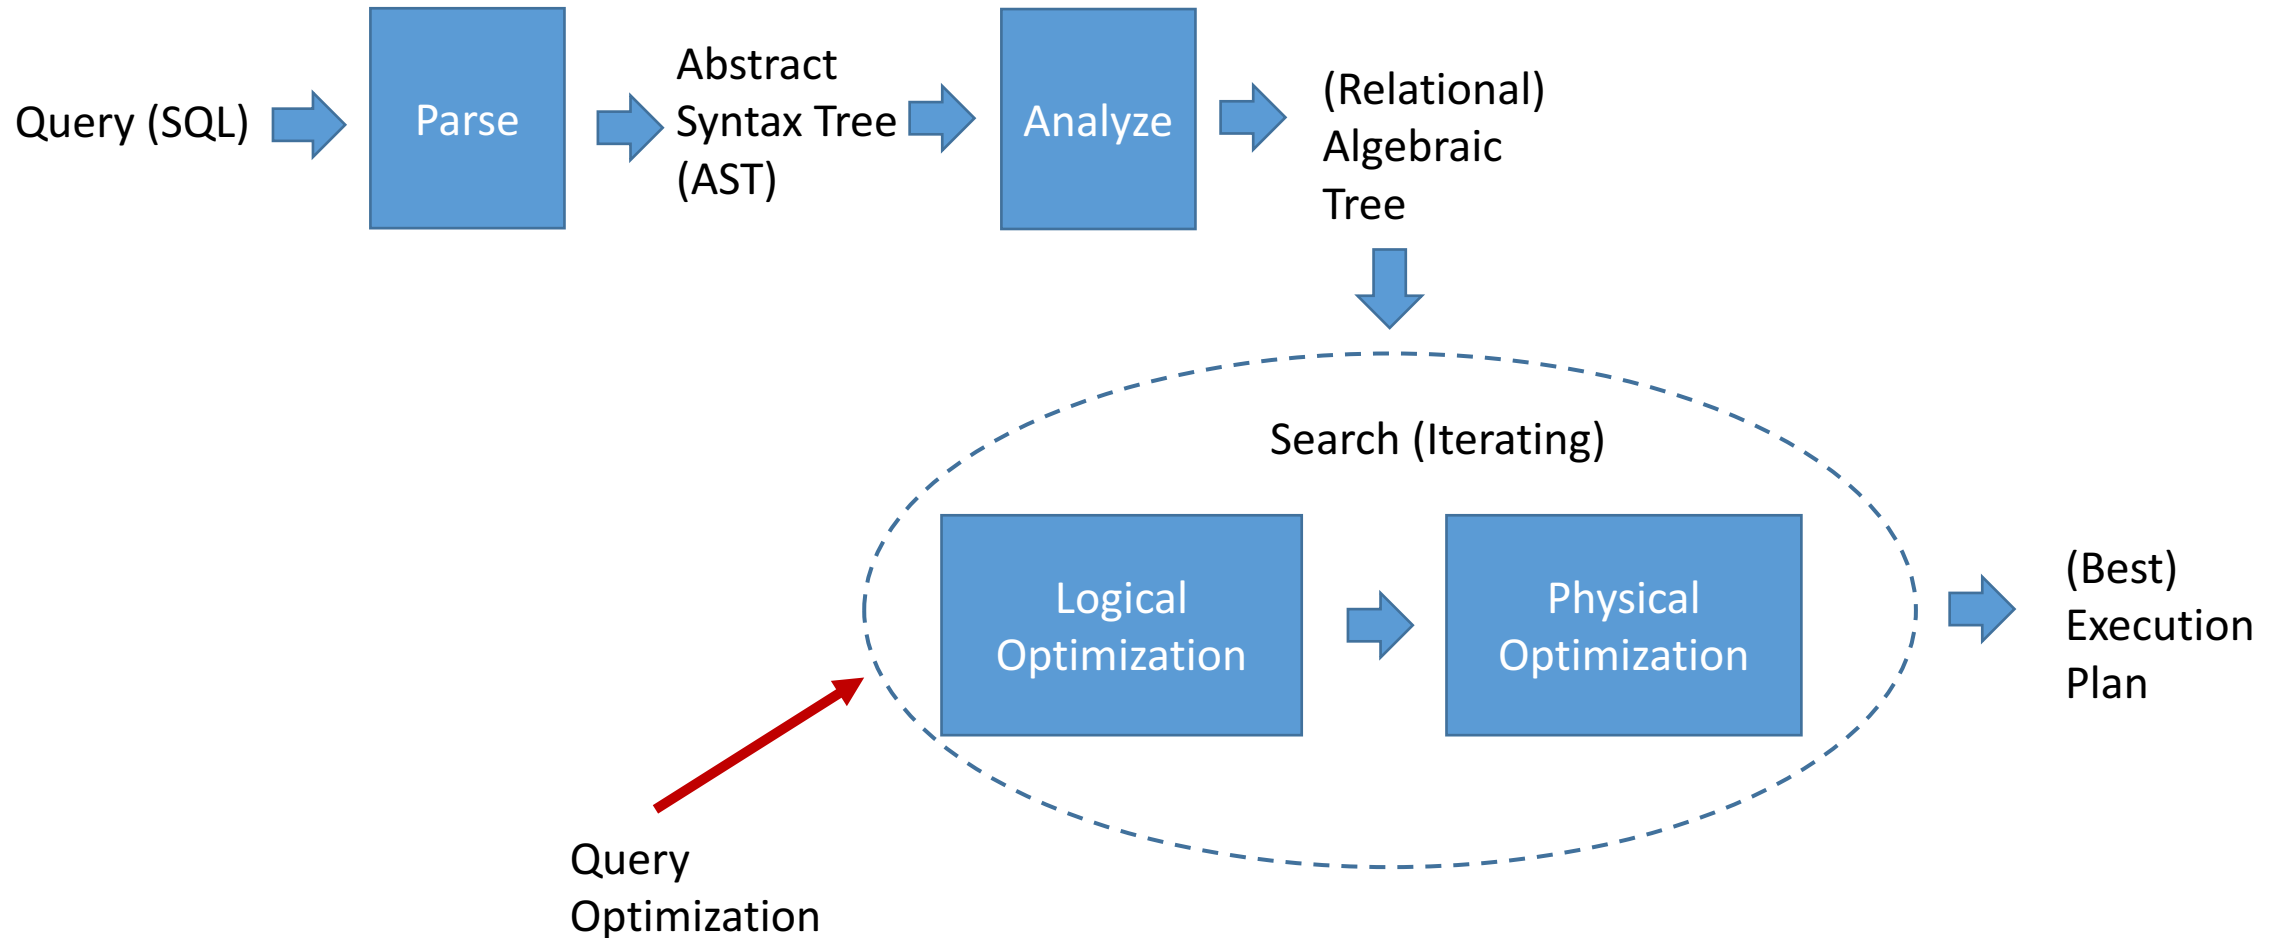 Query (SQL)
Parse
Abstract
Syntax Tree
(AST)
Analyze
(Relational)
Algebraic
Tree
Search (Iterating)
Logical
Optimization
Physical
Optimization
(Best)
Execution
Plan
Query
Optimization